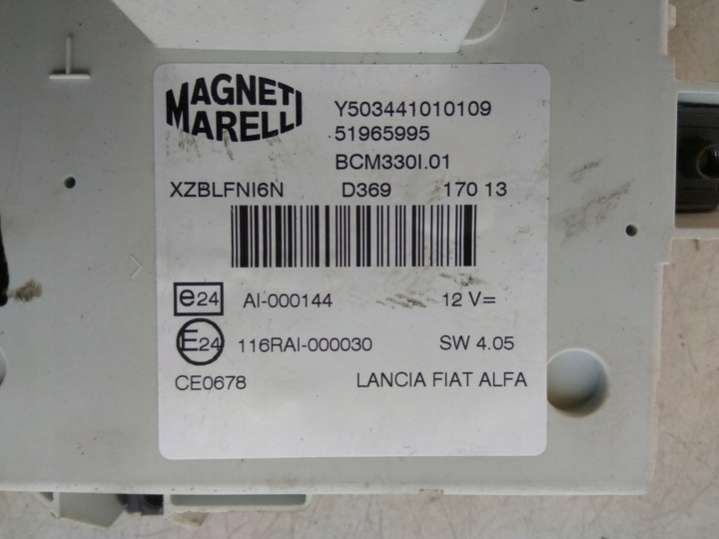 MAGNETI
MARELLI
Y503441010109
51965995
BCM330I.01
XZBLFNI6N D369 170 13
e24 AI-000144 12 V=
E24 116RAI-000030 SW 4.05
CE0678 LANCIA FIAT ALFA